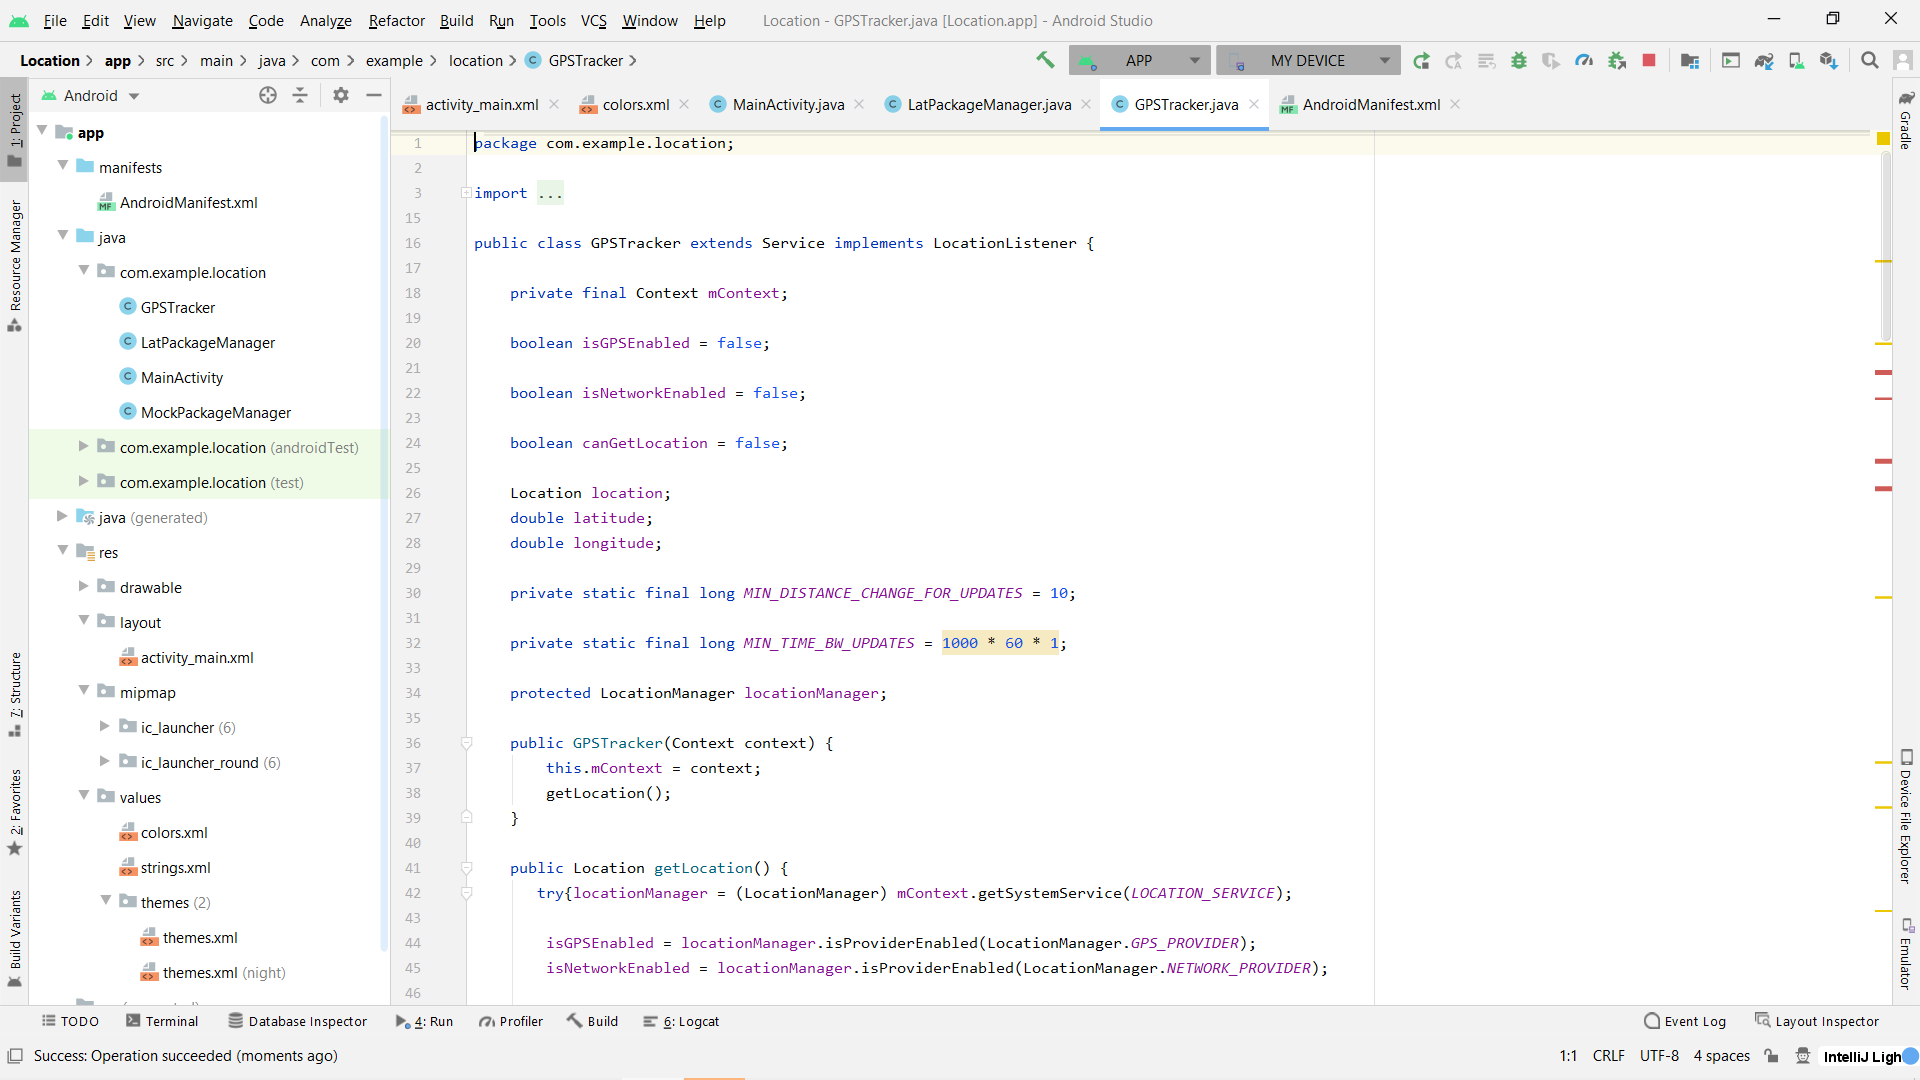 File Edit View Navigate Code Analyze Refactor Build Run Tools VCS Window Help Location - GPSTracker.java [Location.app] - Android Studio
Location app src main java com example location GPSTracker APP MY DEVICE
Android
activity_main.xml colors.xml MainActivity.java LatPackageManager.java GPSTracker.java AndroidManifest.xml
1: Project
Resource Manager
7: Structure
2: Favorites
Build Variants
app
manifests
AndroidManifest.xml
java
com.example.location
GPSTracker
LatPackageManager
MainActivity
MockPackageManager
com.example.location (androidTest)
com.example.location (test)
java (generated)
res
drawable
layout
activity_main.xml
mipmap
ic_launcher (6)
ic_launcher_round (6)
values
colors.xml
strings.xml
themes (2)
themes.xml
themes.xml (night)
1 package com.example.location;
2
3 import ...
15
16 public class GPSTracker extends Service implements LocationListener {
17
18 private final Context mContext;
19
20 boolean isGPSEnabled = false;
21
22 boolean isNetworkEnabled = false;
23
24 boolean canGetLocation = false;
25
26 Location location;
27 double latitude;
28 double longitude;
29
30 private static final long MIN_DISTANCE_CHANGE_FOR_UPDATES = 10;
31
32 private static final long MIN_TIME_BW_UPDATES = 1000 * 60 * 1;
33
34 protected LocationManager locationManager;
35
36 public GPSTracker(Context context) {
37 this.mContext = context;
38 getLocation();
39 }
40
41 public Location getLocation() {
42 try{locationManager = (LocationManager) mContext.getSystemService(LOCATION_SERVICE);
43
44 isGPSEnabled = locationManager.isProviderEnabled(LocationManager.GPS_PROVIDER);
45 isNetworkEnabled = locationManager.isProviderEnabled(LocationManager.NETWORK_PROVIDER);
46
Gradle
Device File Explorer
Emulator
TODO Terminal Database Inspector 4: Run Profiler Build 6: Logcat Event Log Layout Inspector
Success: Operation succeeded (moments ago) 1:1 CRLF UTF-8 4 spaces IntelliJ Ligh